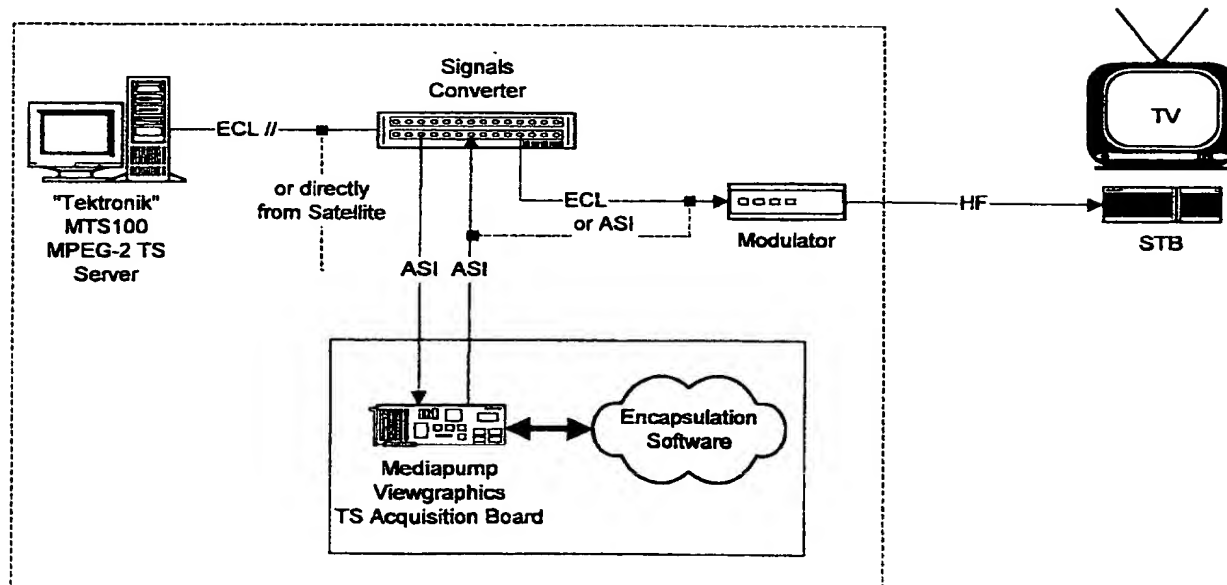 Signals
Converter
TV
ECL //
or directly
from Satellite
"Tektronik"
MTS100
MPEG-2 TS
Server
ECL
or ASI
Modulator
HF
STB
ASI
ASI
Encapsulation
Software
Mediapump
Viewgraphics
TS Acquisition Board